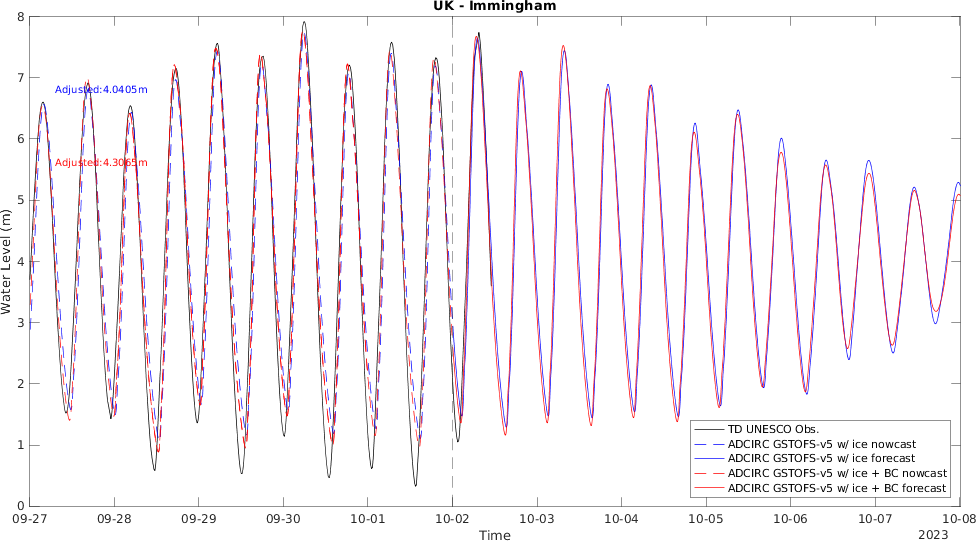 UK - Immingham
8
7
6
5
4
3
2
1
0
Water Level (m)
Adjusted:4.0405m
Adjusted:4.3065m
TD UNESCO Obs.
ADCIRC GSTOFS-v5 w/ ice nowcast
ADCIRC GSTOFS-v5 w/ ice forecast
ADCIRC GSTOFS-v5 w/ ice + BC nowcast
ADCIRC GSTOFS-v5 w/ ice + BC forecast
09-27 09-28 09-29 09-30 10-01 10-02 10-03 10-04 10-05 10-06 10-07 10-08
Time
2023